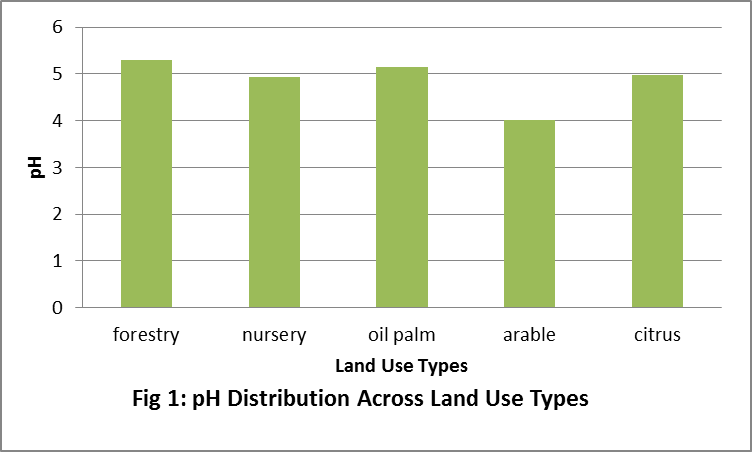 6
5
4
3
2
1
0
pH
forestry nursery oil palm arable citrus
Land Use Types
Fig 1: pH Distribution Across Land Use Types